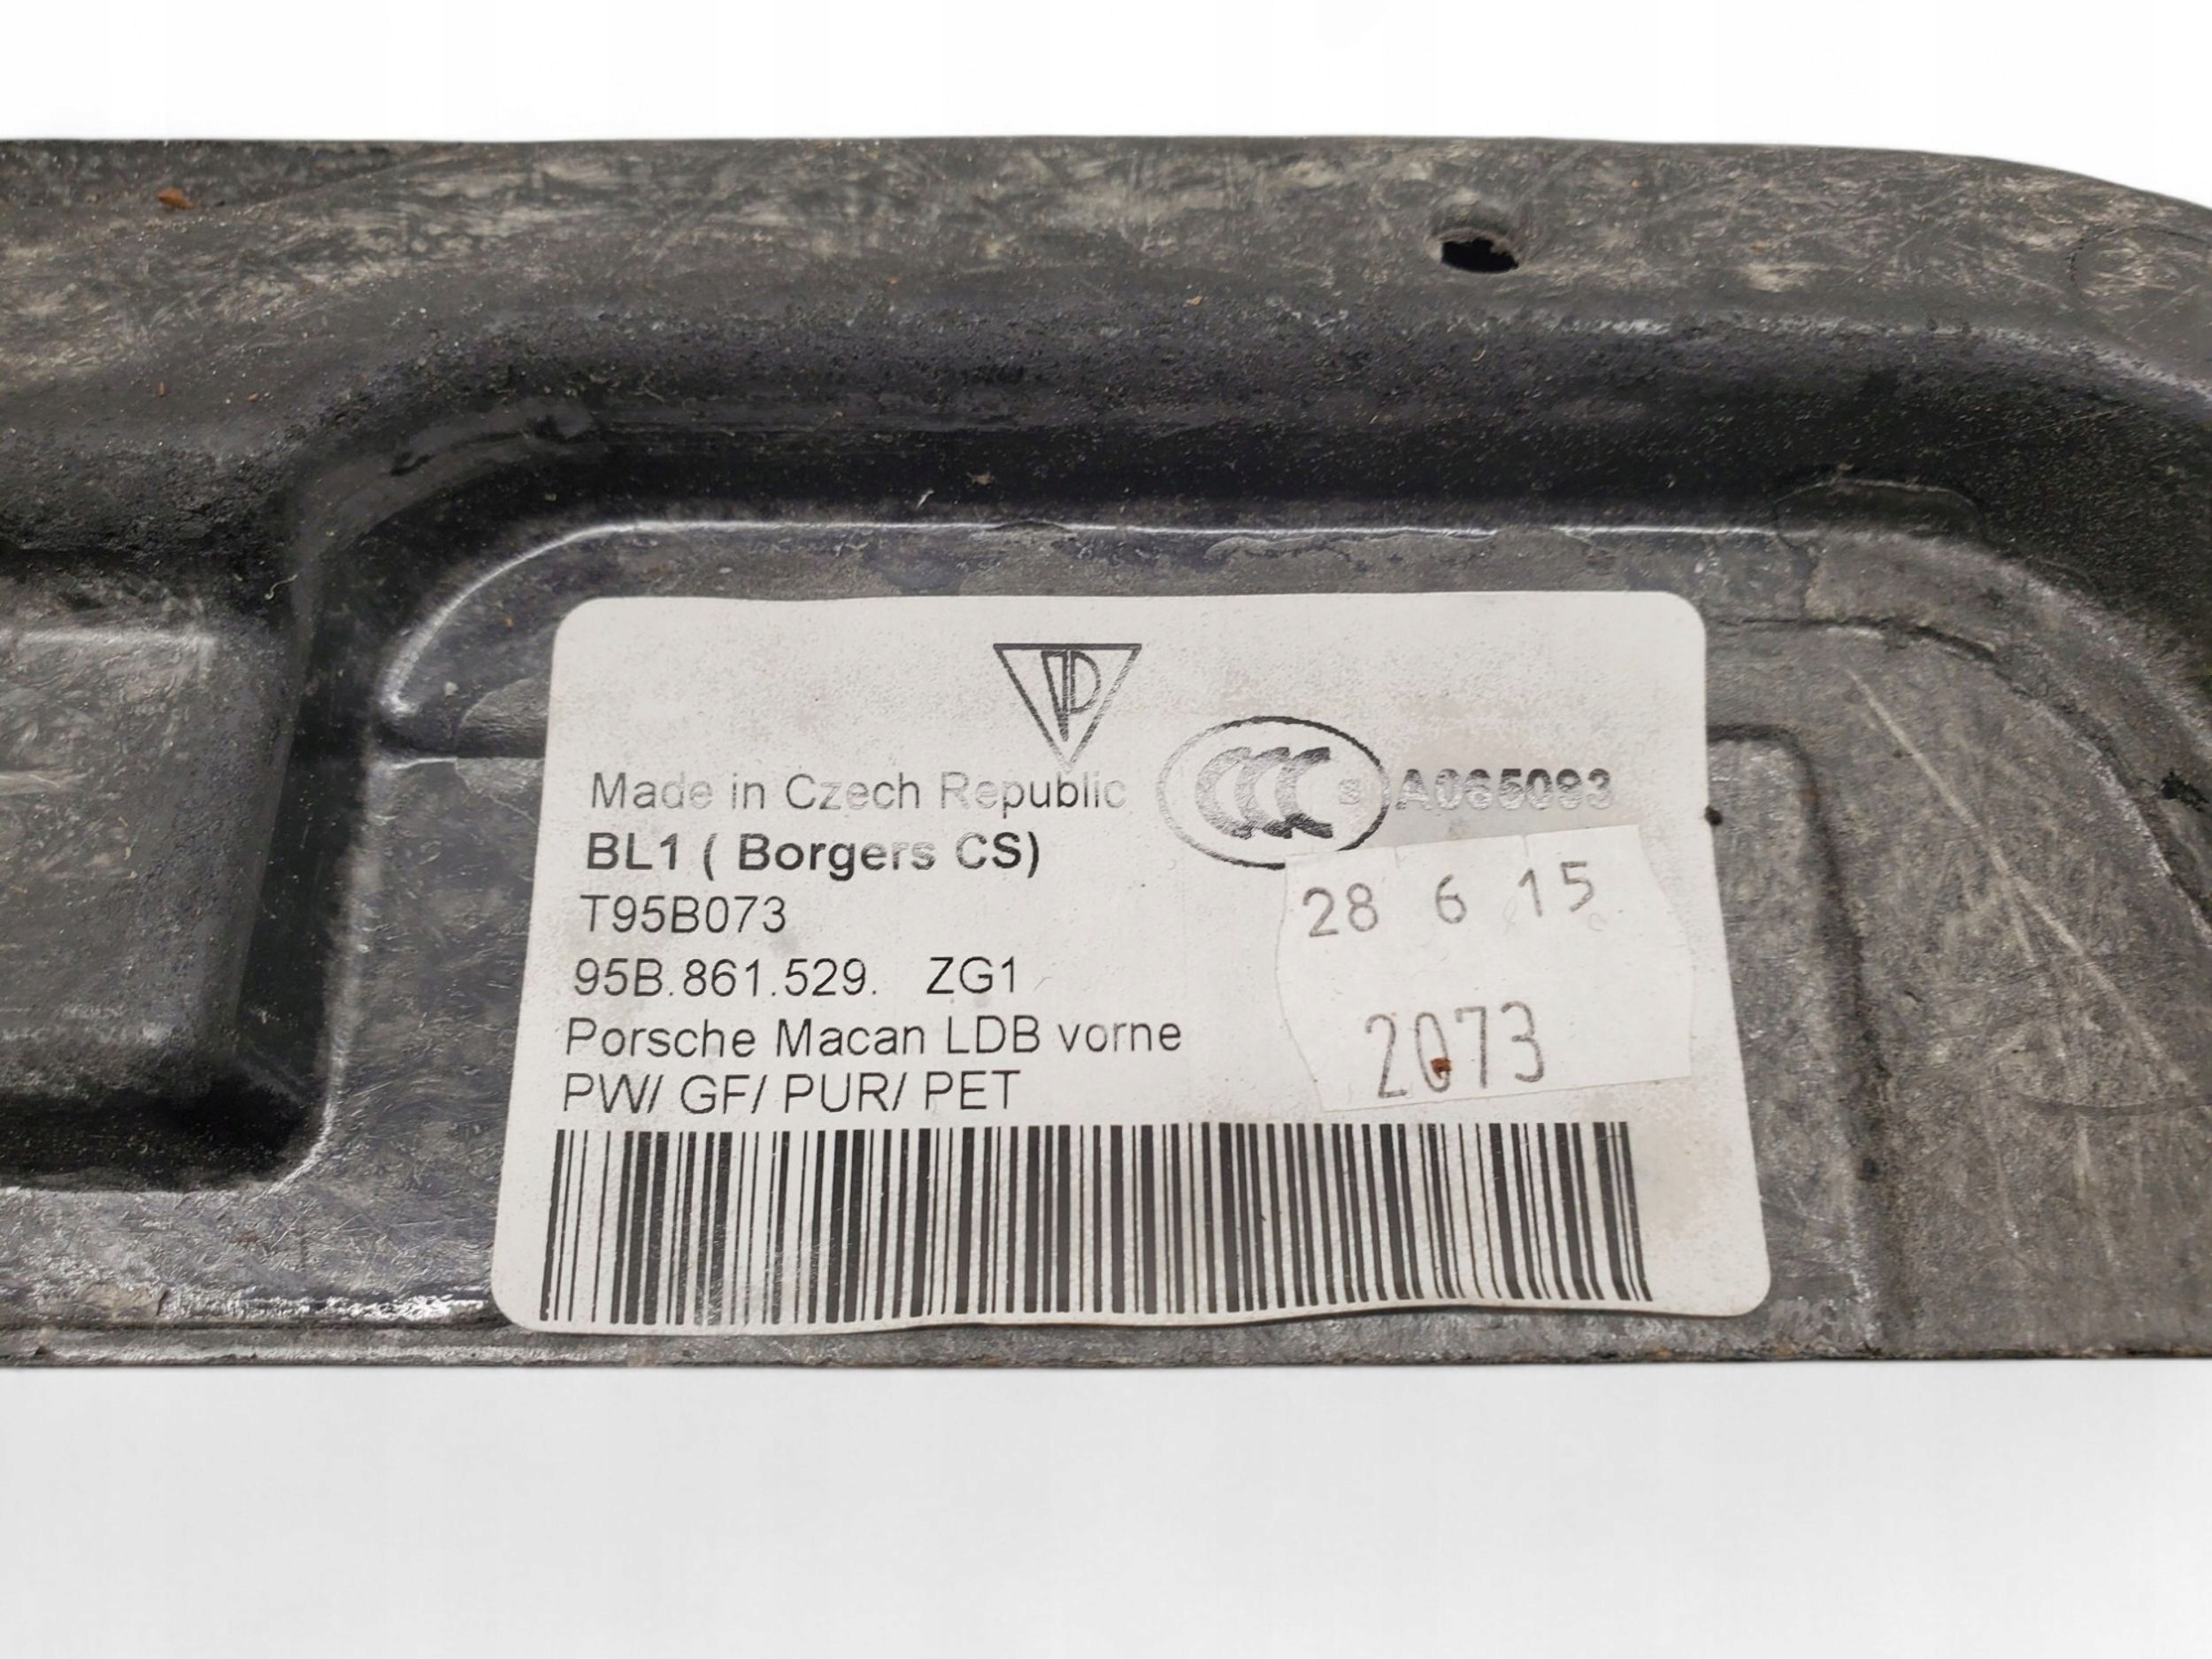 Made in Czech Republic
CCC S A065093
BL1 ( Borgers CS)
T95B073
28 6 15
95B.861.529. ZG1
Porsche Macan LDB vorne
2073
PW/ GF/ PUR/ PET